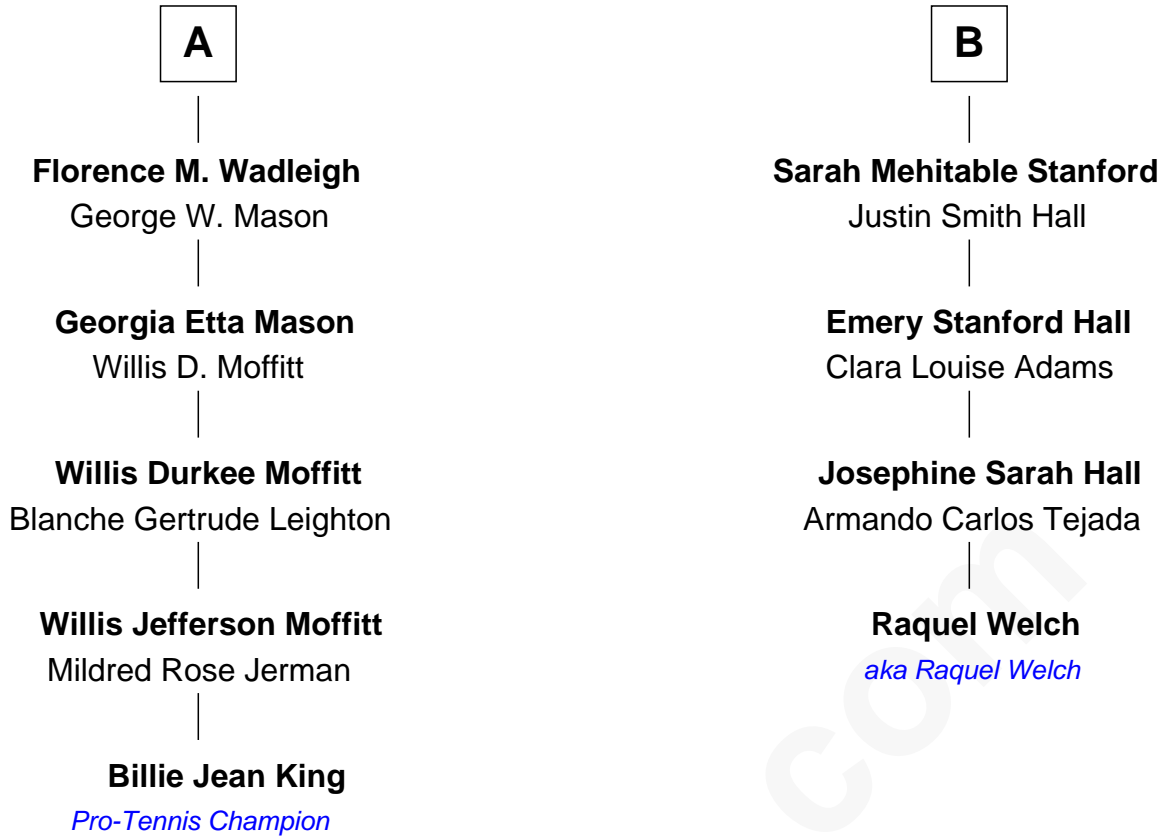 A
Florence M. Wadleigh
George W. Mason
Georgia Etta Mason
Willis D. Moffitt
Willis Durkee Moffitt
Blanche Gertrude Leighton
Willis Jefferson Moffitt
Mildred Rose Jerman
Billie Jean King
Pro-Tennis Champion
B
Sarah Mehitable Stanford
Justin Smith Hall
Emery Stanford Hall
Clara Louise Adams
Josephine Sarah Hall
Armando Carlos Tejada
Raquel Welch
aka Raquel Welch
com